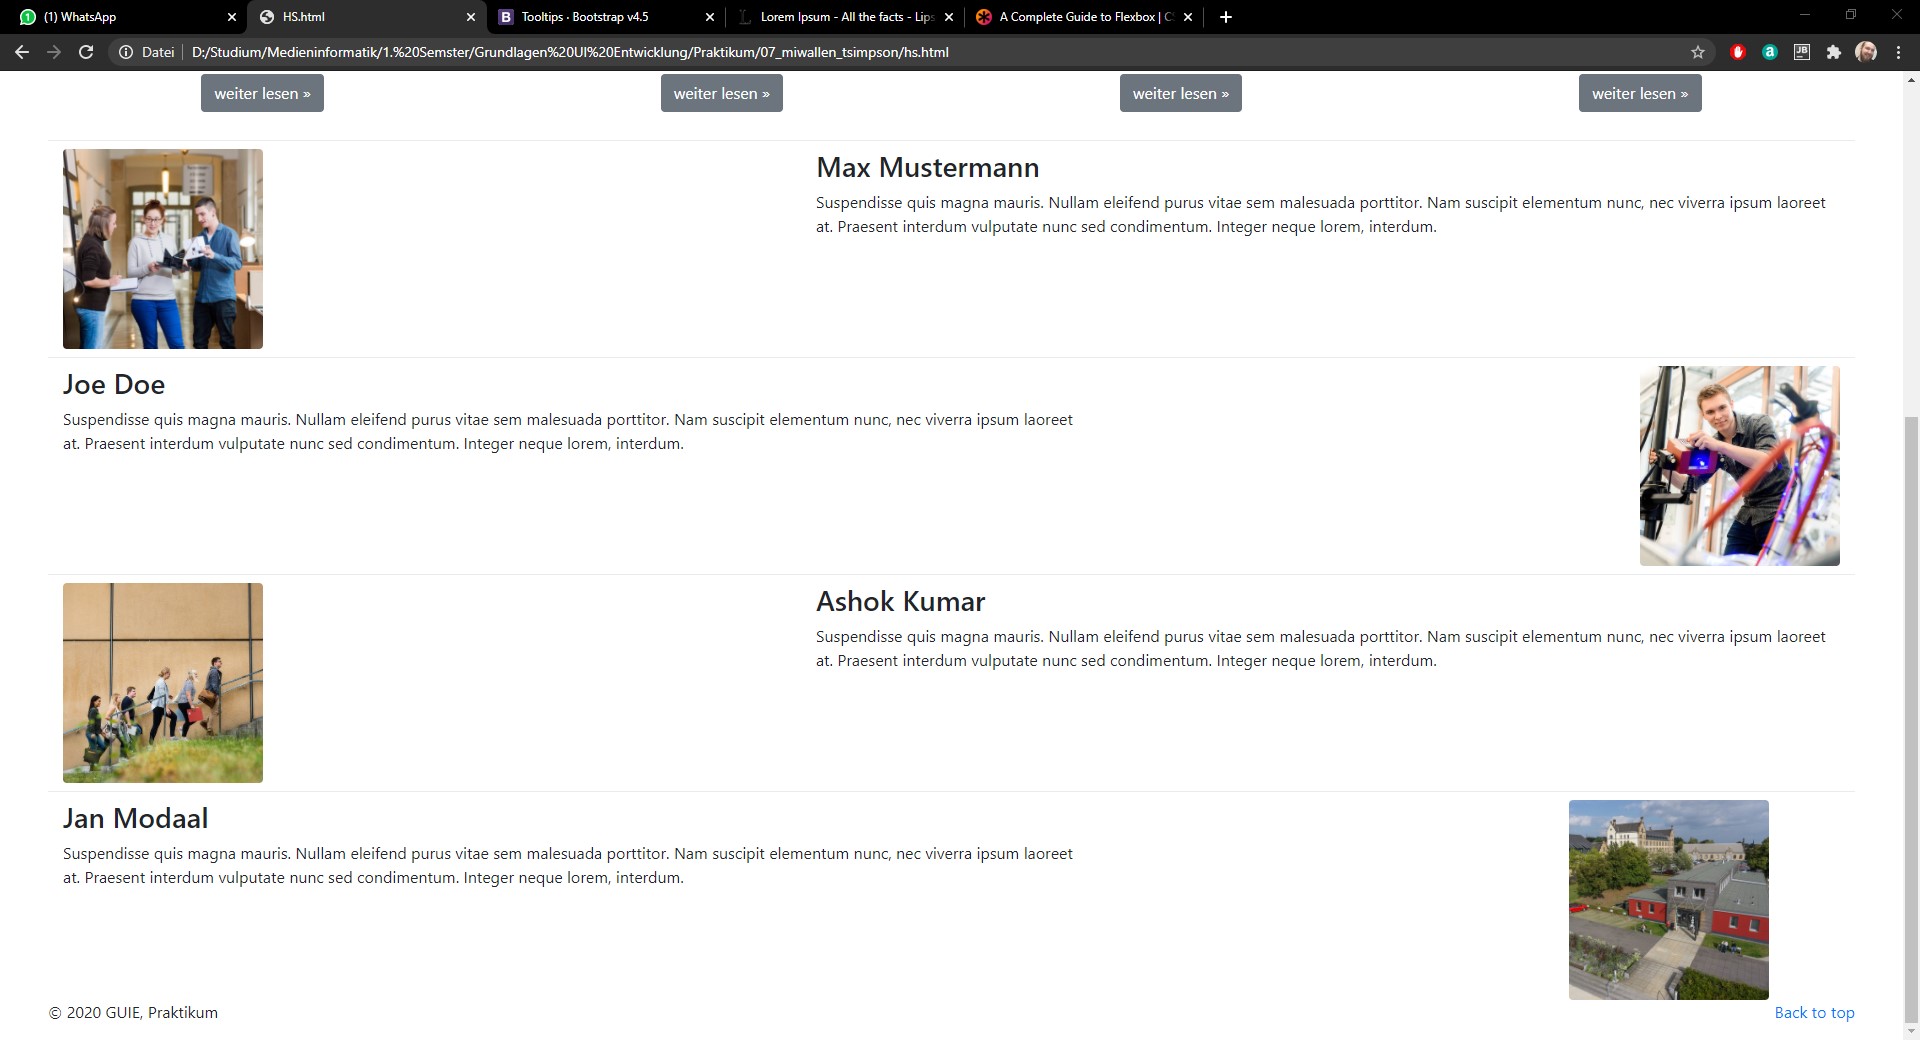 (1) WhatsApp
HS.html
Tooltips · Bootstrap v4.5
Lorem Ipsum - All the facts - Lips
A Complete Guide to Flexbox | CS
Datei
D:/Studium/Medieninformatik/1.%20Semster/Grundlagen%20UI%20Entwicklung/Praktikum/07_miwallen_tsimpson/hs.html
weiter lesen »
weiter lesen »
weiter lesen »
weiter lesen »
Max Mustermann
Suspendisse quis magna mauris. Nullam eleifend purus vitae sem malesuada porttitor. Nam suscipit elementum nunc, nec viverra ipsum laoreet
at. Praesent interdum vulputate nunc sed condimentum. Integer neque lorem, interdum.
Joe Doe
Suspendisse quis magna mauris. Nullam eleifend purus vitae sem malesuada porttitor. Nam suscipit elementum nunc, nec viverra ipsum laoreet
at. Praesent interdum vulputate nunc sed condimentum. Integer neque lorem, interdum.
Ashok Kumar
Suspendisse quis magna mauris. Nullam eleifend purus vitae sem malesuada porttitor. Nam suscipit elementum nunc, nec viverra ipsum laoreet
at. Praesent interdum vulputate nunc sed condimentum. Integer neque lorem, interdum.
Jan Modaal
Suspendisse quis magna mauris. Nullam eleifend purus vitae sem malesuada porttitor. Nam suscipit elementum nunc, nec viverra ipsum laoreet
at. Praesent interdum vulputate nunc sed condimentum. Integer neque lorem, interdum.
© 2020 GUIE, Praktikum
Back to top